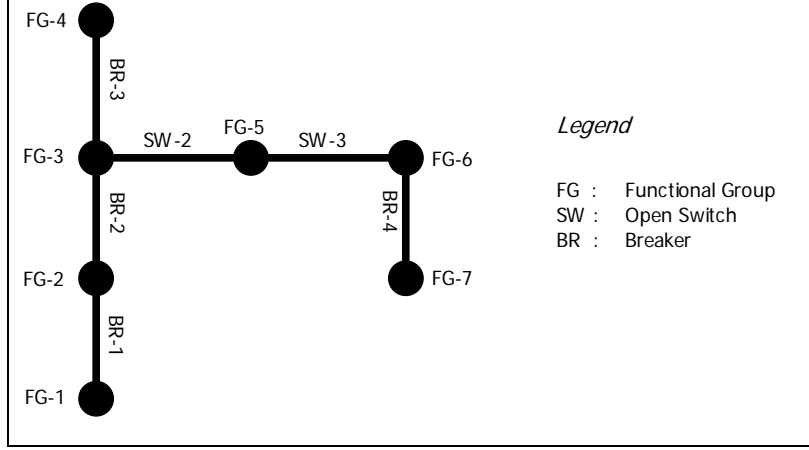 FG-4
BR-3
FG-3
SW-2
FG-5
SW-3
FG-6
BR-2
BR-4
FG-2
FG-7
BR-1
FG-1
Legend
FG : Functional Group
SW : Open Switch
BR : Breaker